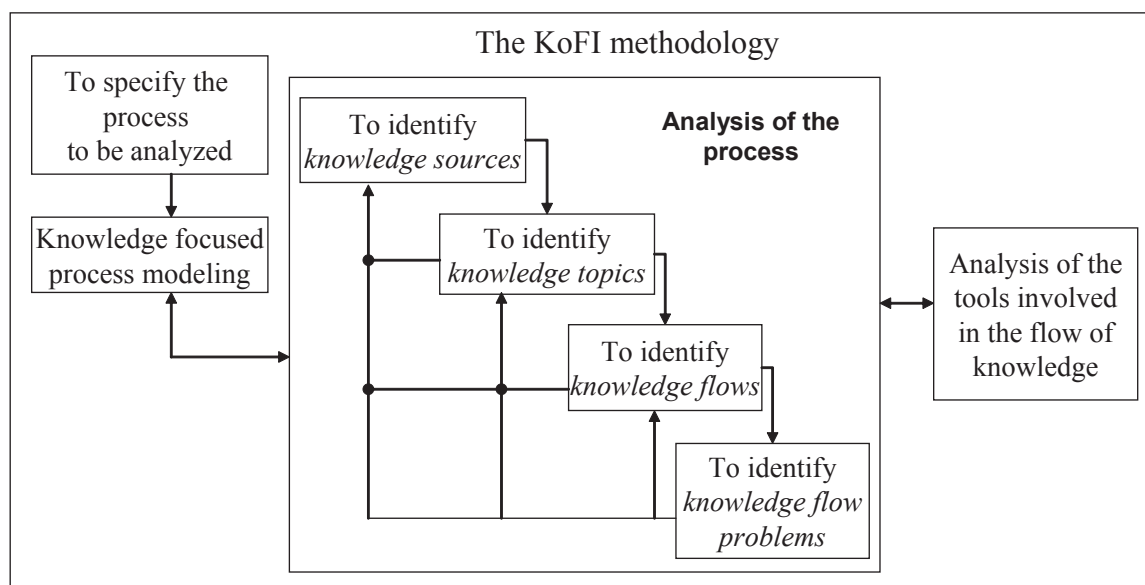 The KoFI methodology
To specify the
process
to be analyzed
Knowledge focused
process modeling
Analysis of the
process
To identify
knowledge sources
To identify
knowledge topics
To identify
knowledge flows
To identify
knowledge flow
problems
Analysis of the
tools involved
in the flow of
knowledge